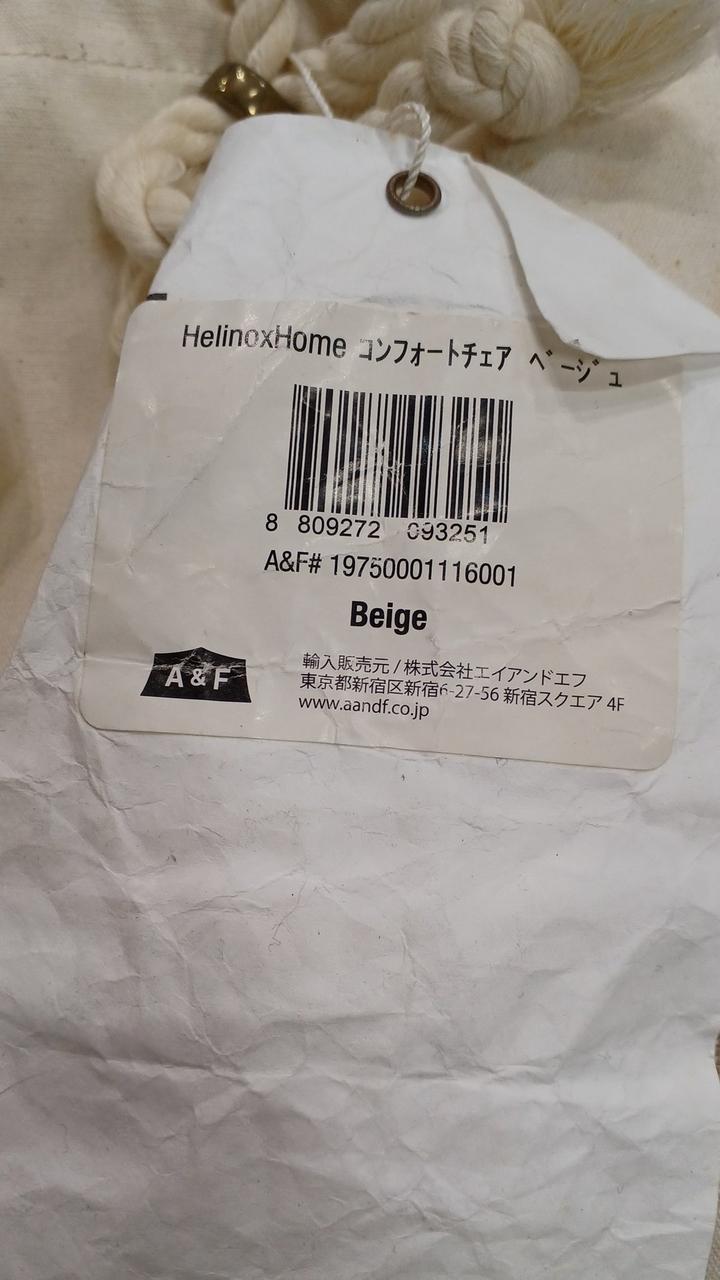 HelinoxHome コンフォートチェア ﾍﾞｰｼﾞｭ
8 809272 093251
A&F# 19750001116001
Beige
A & F
輸入販売元 / 株式会社エイアンドエフ
東京都新宿区新宿6-27-56 新宿スクエア 4F
www.aandf.co.jp